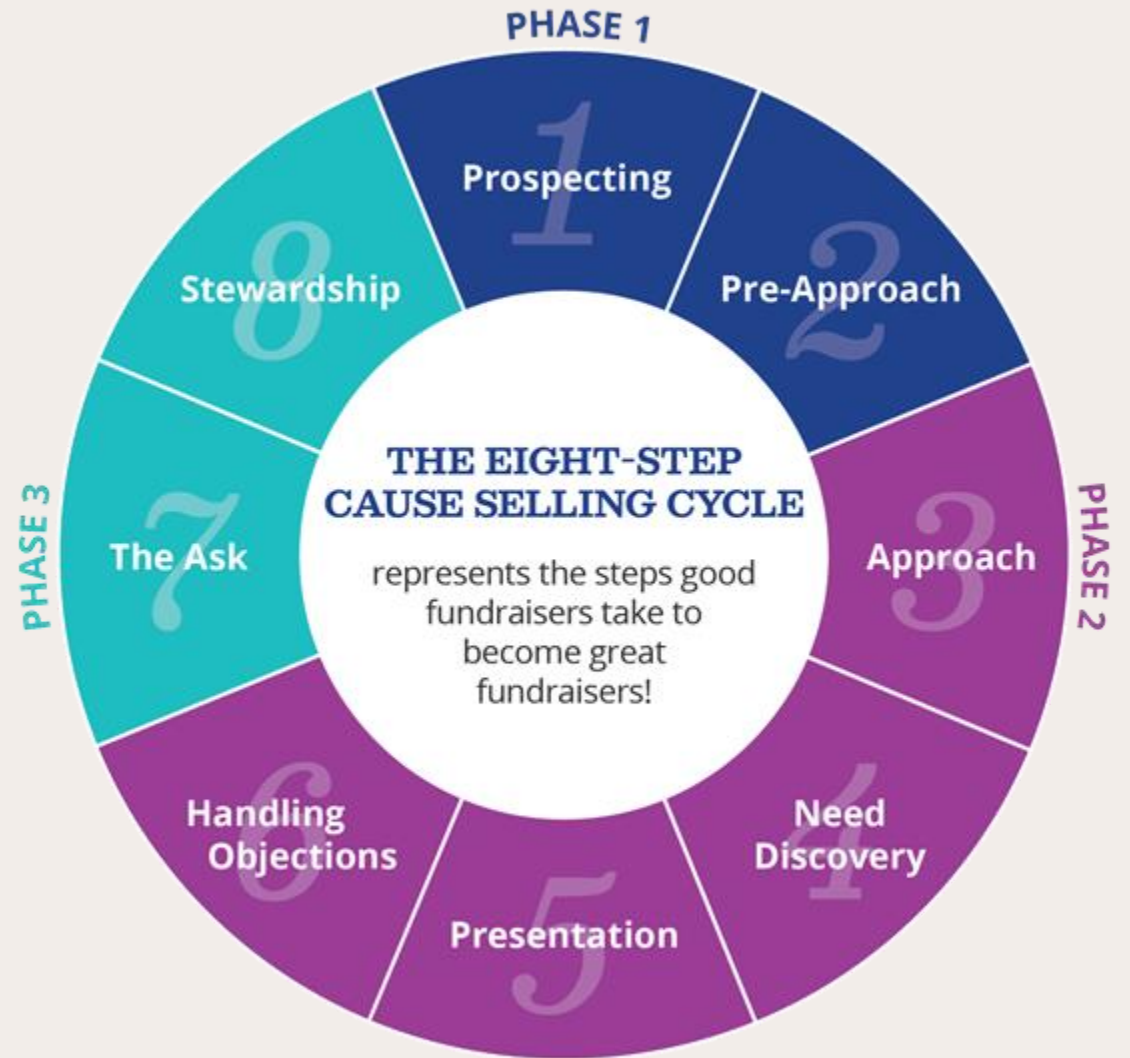 PHASE 1
1
Prospecting
2
Pre-Approach
PHASE 2
3
Approach
4
Need
Discovery
5
Presentation
6
Handling
Objections
PHASE 3
7
The Ask
8
Stewardship
THE EIGHT-STEP
CAUSE SELLING CYCLE
represents the steps good
fundraisers take to
become great
fundraisers!